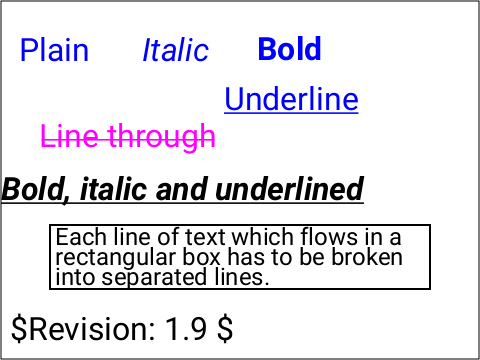 Plain Italic Bold
Underline
Line through
Bold, italic and underlined
Each line of text which flows in a
rectangular box has to be broken
into separated lines.
$Revision: 1.9 $